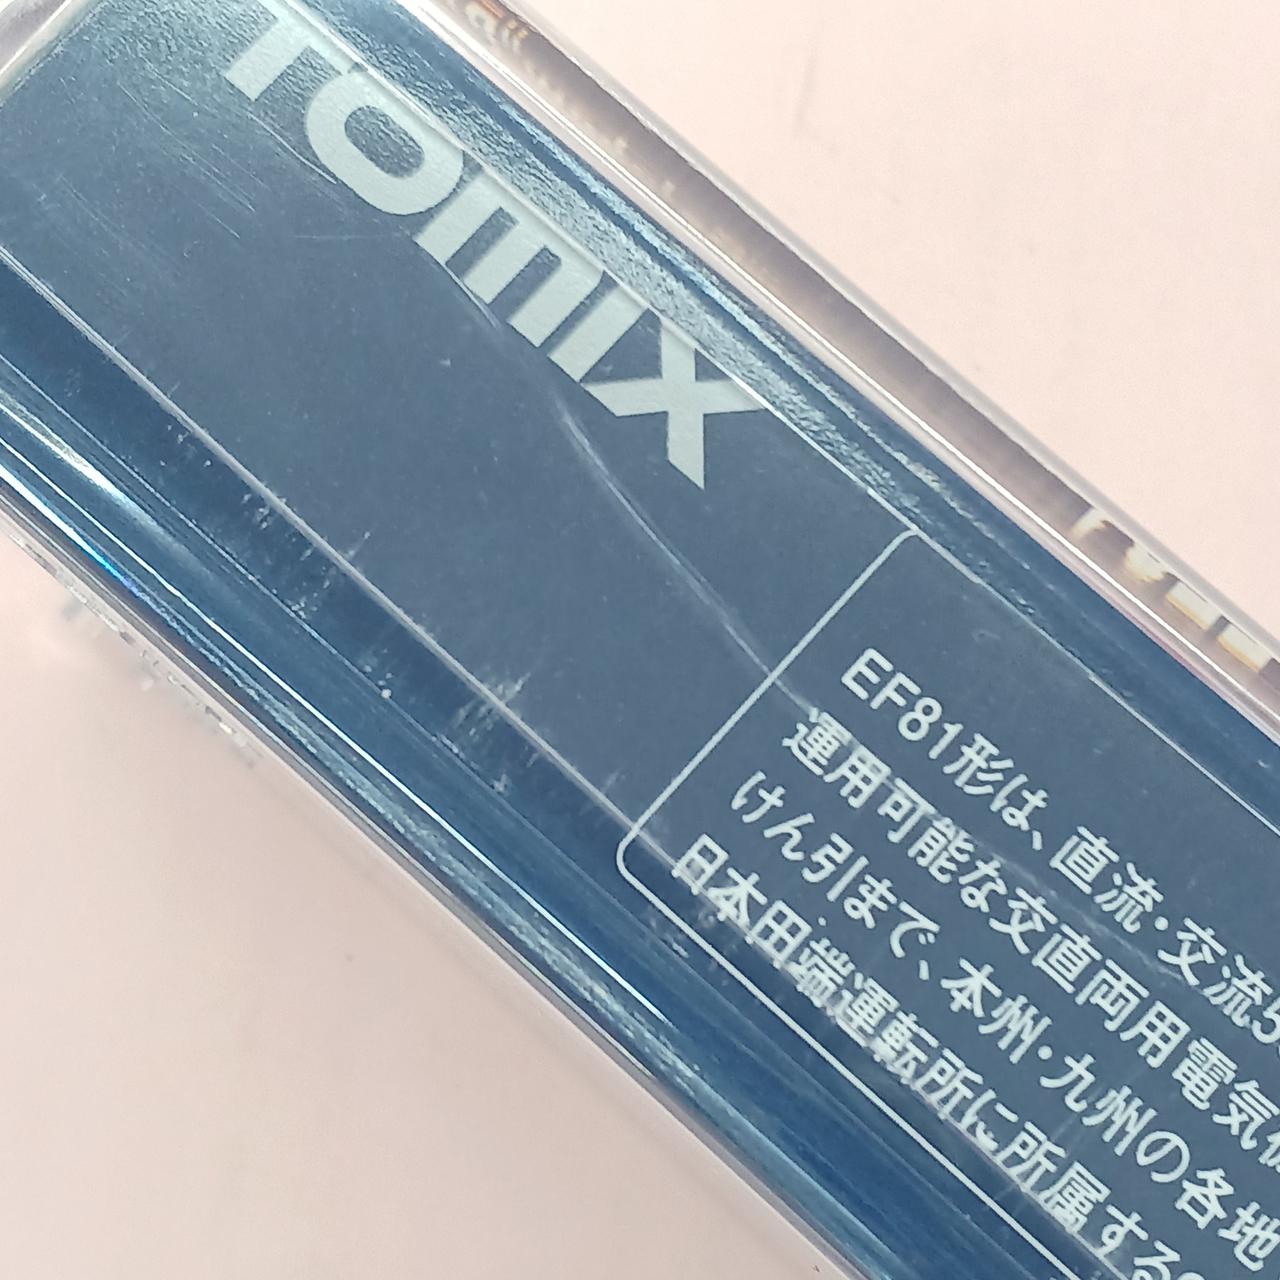 TOMIX
EF81形は、直流・交流5
運用可能な交直両用電気
けん引まで、本州・九州の各地
日本田端運転所に所属する